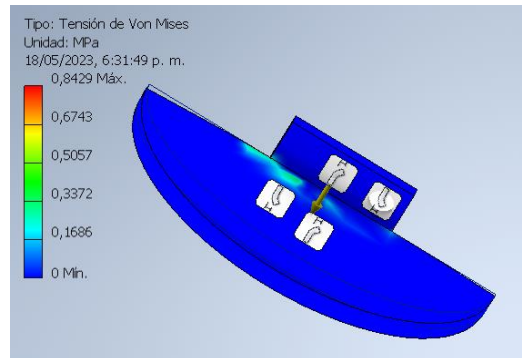 Tipo: Tensión de Von Mises
Unidad: MPa
18/05/2023, 6:31:49 p. m.
0,8429 Máx.
0,6743
0,5057
0,3372
0,1686
0 Mín.